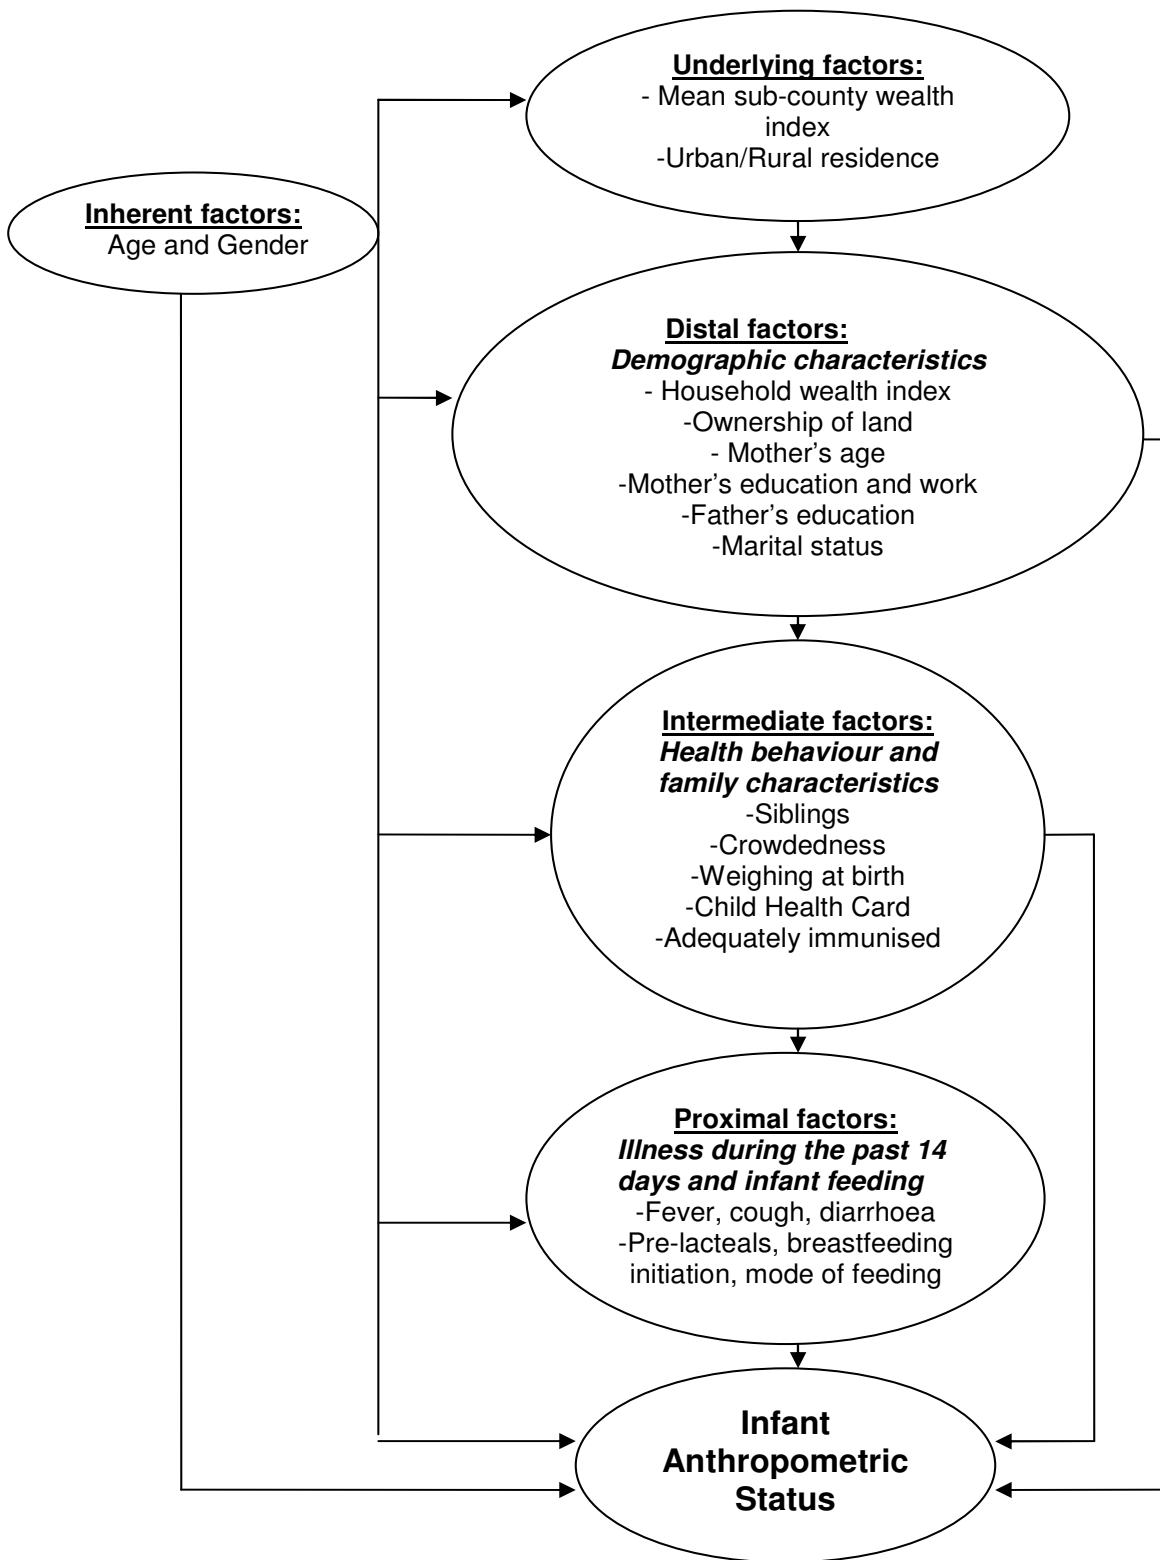 Underlying factors:
- Mean sub-county wealth
index
-Urban/Rural residence
Inherent factors:
Age and Gender
Distal factors:
Demographic characteristics
- Household wealth index
-Ownership of land
- Mother’s age
-Mother’s education and work
-Father’s education
-Marital status
Intermediate factors:
Health behaviour and
family characteristics
-Siblings
-Crowdedness
-Weighing at birth
-Child Health Card
-Adequately immunised
Proximal factors:
Illness during the past 14
days and infant feeding
-Fever, cough, diarrhoea
-Pre-lacteals, breastfeeding
initiation, mode of feeding
Infant
Anthropometric
Status